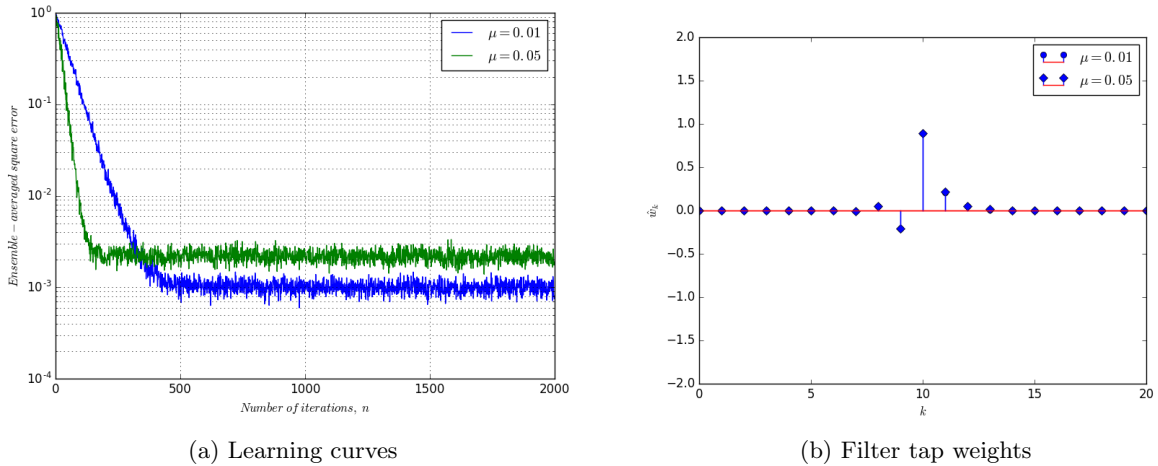 10^0
10^-1
10^-2
10^-3
10^-4
Ensemble − averaged square error
0 500 1000 1500 2000
Number of iterations, n
μ = 0.01
μ = 0.05
(a) Learning curves
2.0
1.5
1.0
0.5
0.0
−0.5
−1.0
−1.5
−2.0
ŵ_k
0 5 10 15 20
k
μ = 0.01
μ = 0.05
(b) Filter tap weights